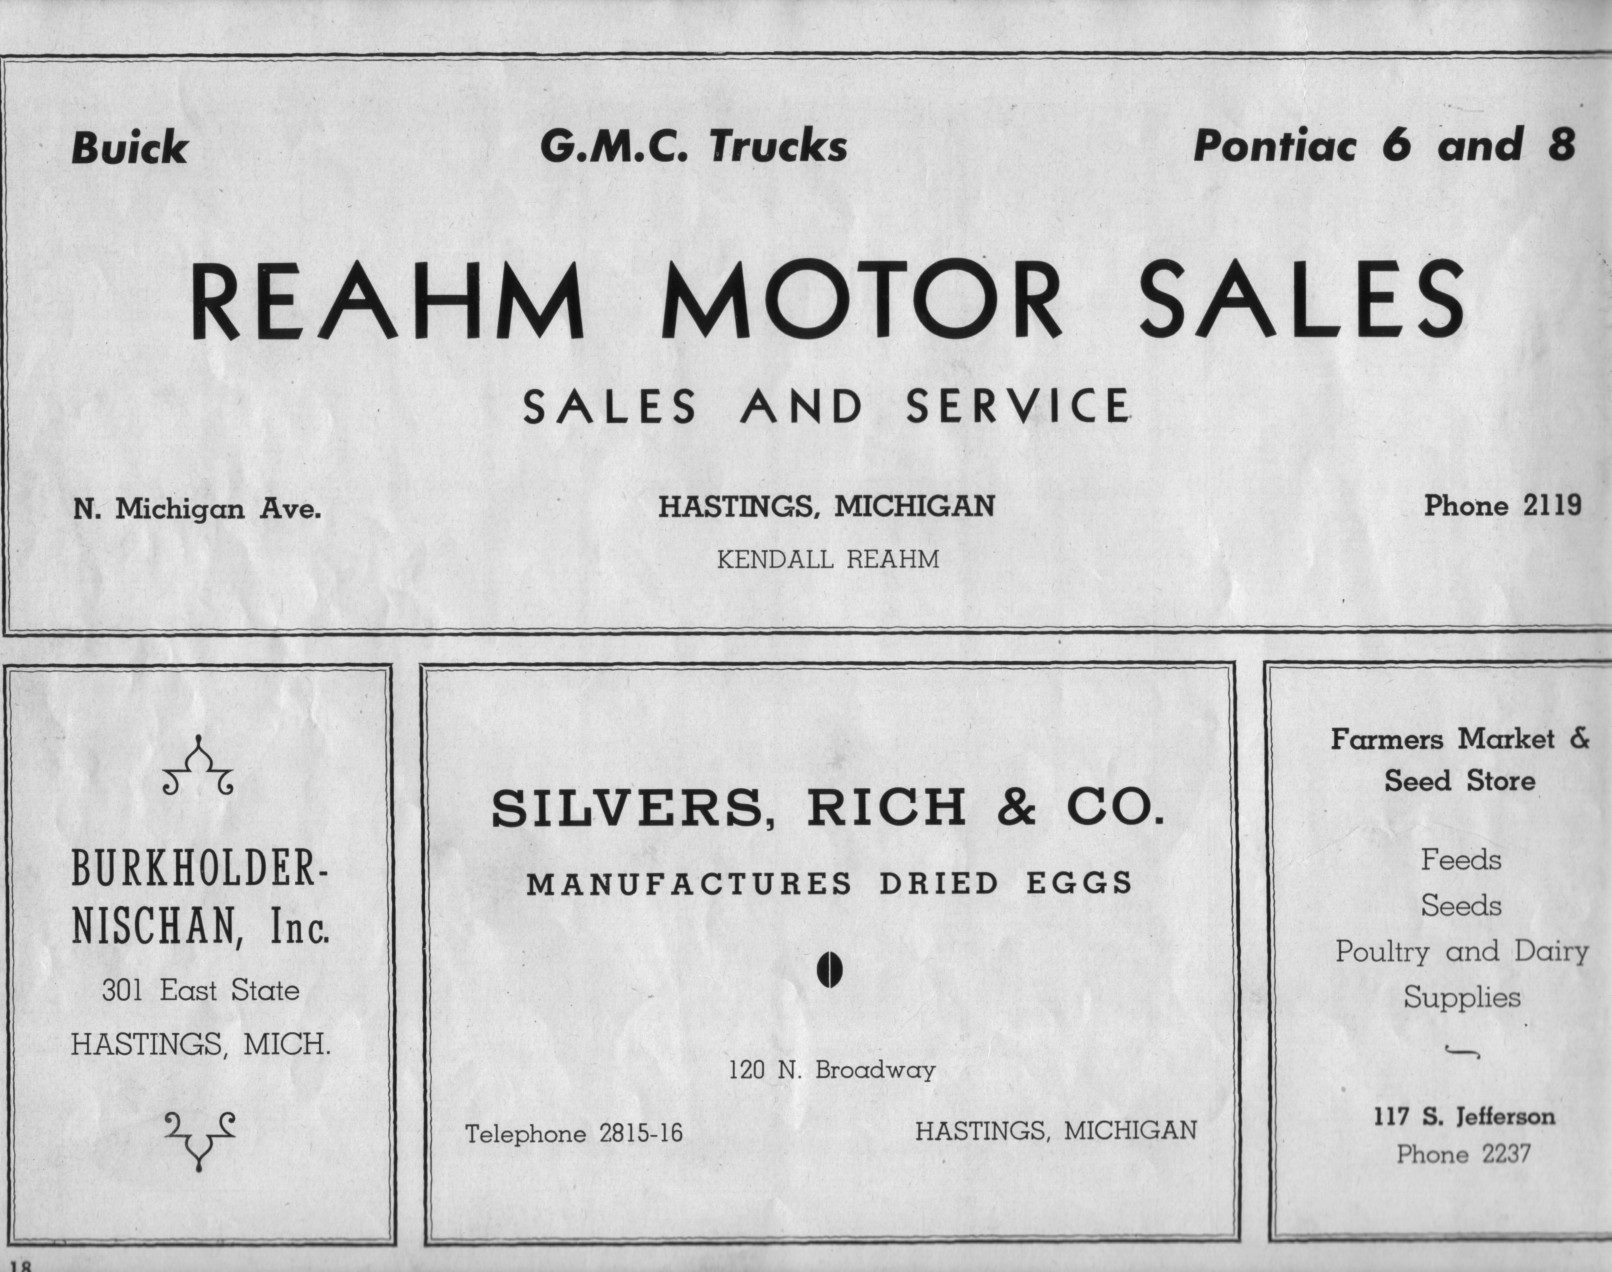 Buick G.M.C. Trucks Pontiac 6 and 8
REAHM MOTOR SALES
SALES AND SERVICE
N. Michigan Ave. HASTINGS, MICHIGAN Phone 2119
KENDALL REAHM
BURKHOLDER-
NISCHAN, Inc.
301 East State
HASTINGS, MICH.
SILVERS, RICH & CO.
MANUFACTURES DRIED EGGS
120 N. Broadway
Telephone 2815-16 HASTINGS, MICHIGAN
Farmers Market &
Seed Store
Feeds
Seeds
Poultry and Dairy
Supplies
117 S. Jefferson
Phone 2237
18